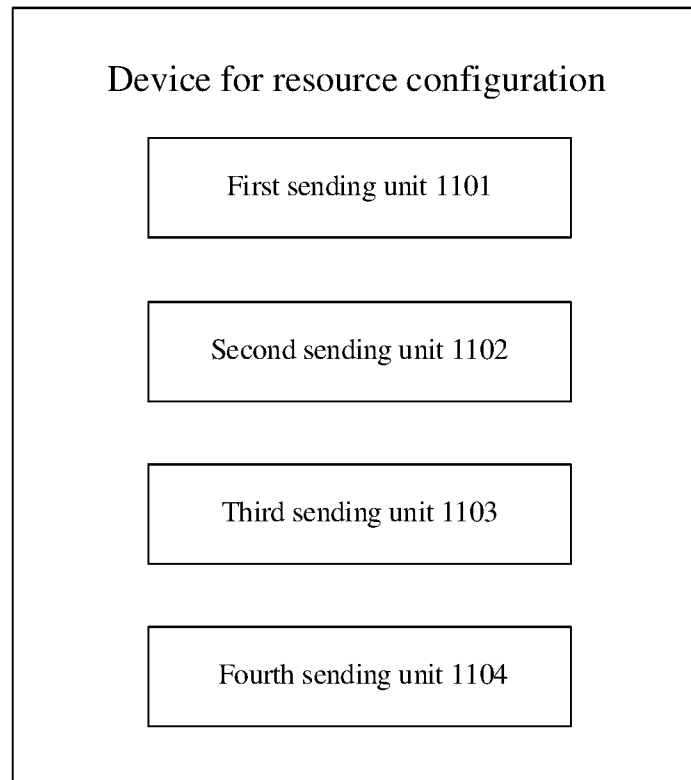 Device for resource configuration
First sending unit 1101
Second sending unit 1102
Third sending unit 1103
Fourth sending unit 1104